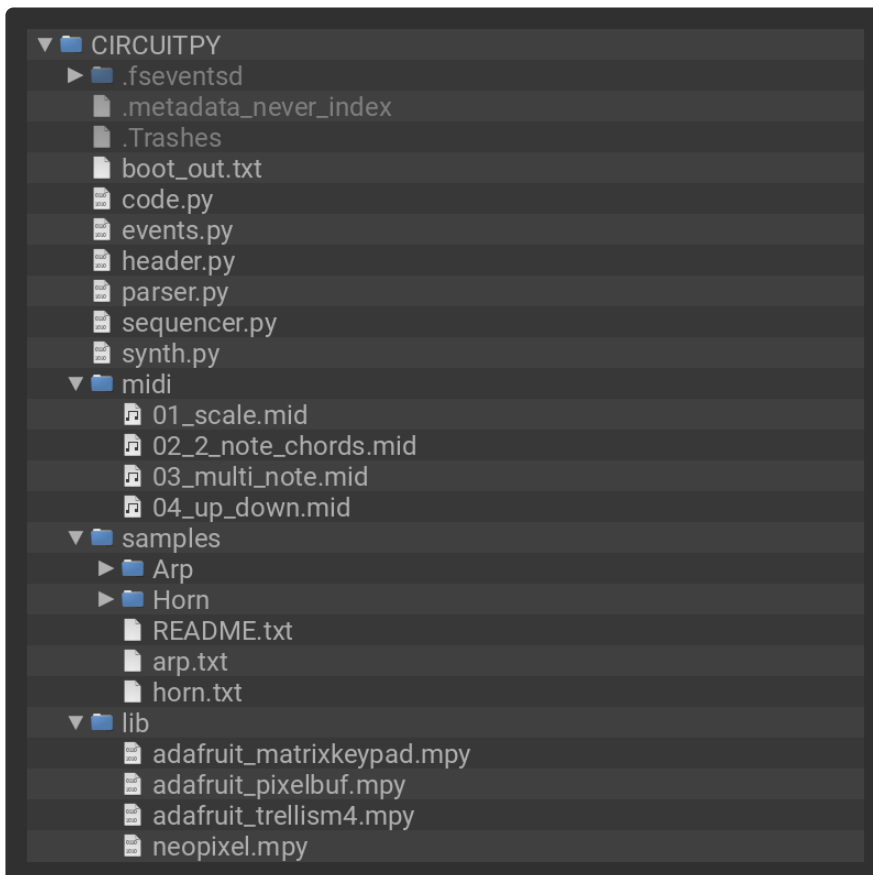 CIRCUITPY
.fseventsd
.metadata_never_index
.Trashes
boot_out.txt
code.py
events.py
header.py
parser.py
sequencer.py
synth.py
midi
01_scale.mid
02_2_note_chords.mid
03_multi_note.mid
04_up_down.mid
samples
Arp
Horn
README.txt
arp.txt
horn.txt
lib
adafruit_matrixkeypad.mpy
adafruit_pixelbuf.mpy
adafruit_trellism4.mpy
neopixel.mpy